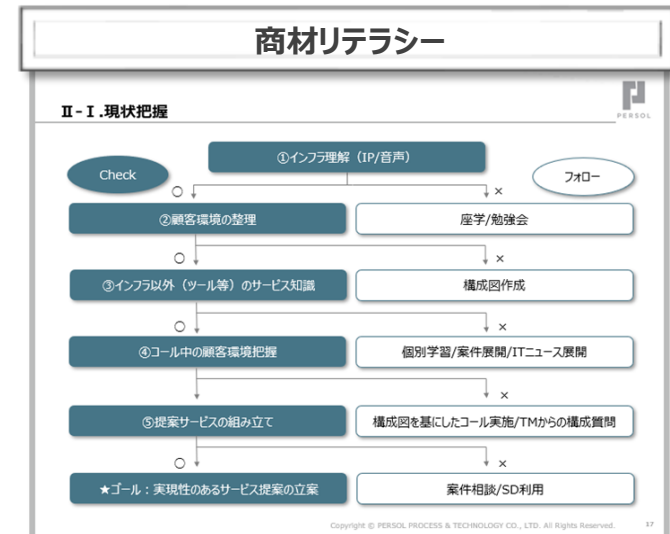 商材リテラシー
Ⅱ-Ⅰ.現状把握
PERSOL
①インフラ理解（IP/音声）
Check
フォロー
○
×
②顧客環境の整理
座学/勉強会
○
×
③インフラ以外（ツール等）のサービス知識
構成図作成
○
×
④コール中の顧客環境把握
個別学習/案件展開/ITニュース展開
×
⑤提案サービスの組み立て
構成図を基にしたコール実施/TMからの構成質問
○
×
★ゴール：実現性のあるサービス提案の立案
案件相談/SD利用
Copyright © PERSOL PROCESS & TECHNOLOGY CO., LTD. All Rights Reserved.
17